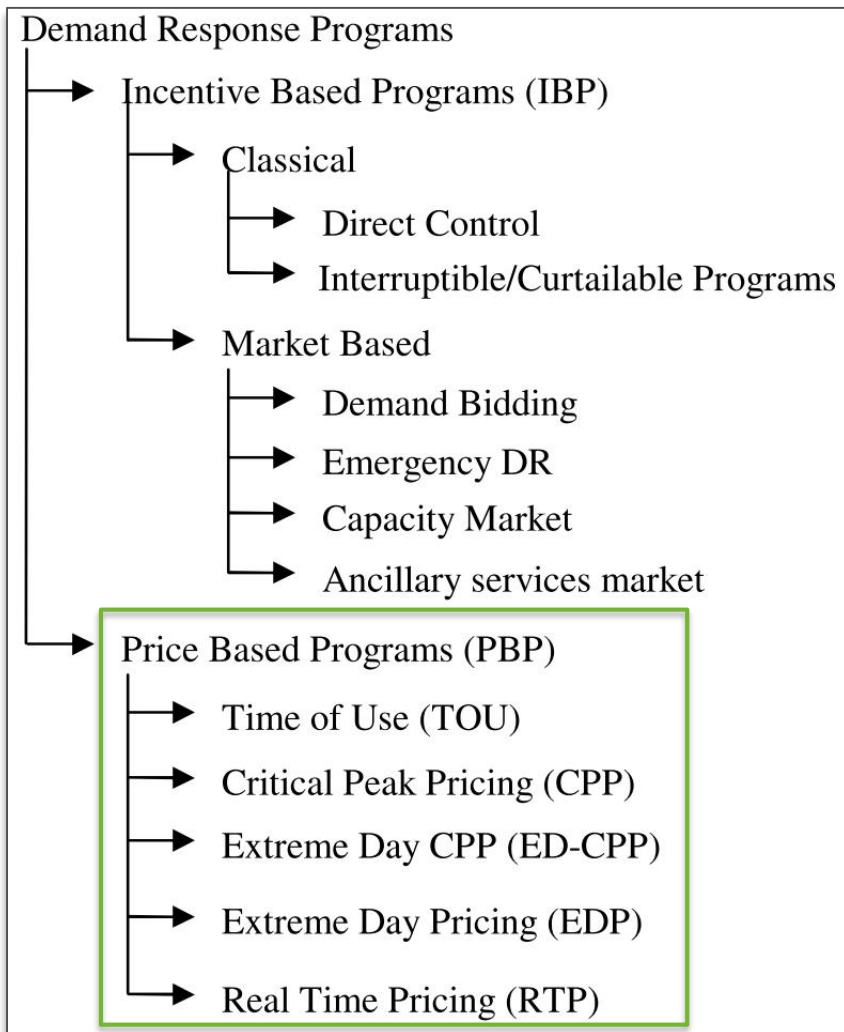 Demand Response Programs
Incentive Based Programs (IBP)
Classical
Direct Control
Interruptible/Curtailable Programs
Market Based
Demand Bidding
Emergency DR
Capacity Market
Ancillary services market
Price Based Programs (PBP)
Time of Use (TOU)
Critical Peak Pricing (CPP)
Extreme Day CPP (ED-CPP)
Extreme Day Pricing (EDP)
Real Time Pricing (RTP)